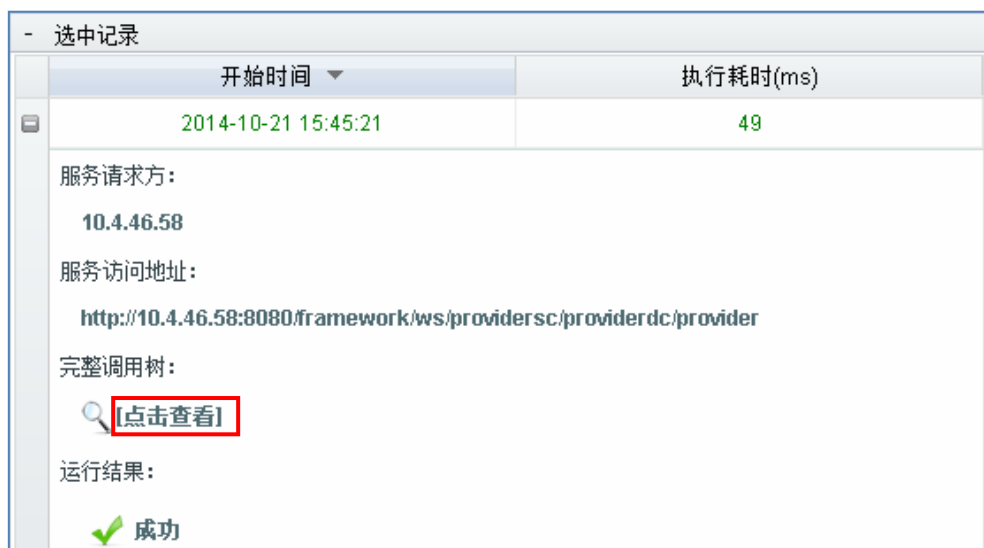 - 选中记录
开始时间 执行耗时(ms)
2014-10-21 15:45:21 49
服务请求方：
10.4.46.58
服务访问地址：
http://10.4.46.58:8080/framework/ws/providersc/providerdc/provider
完整调用树：
[点击查看]
运行结果：
成功